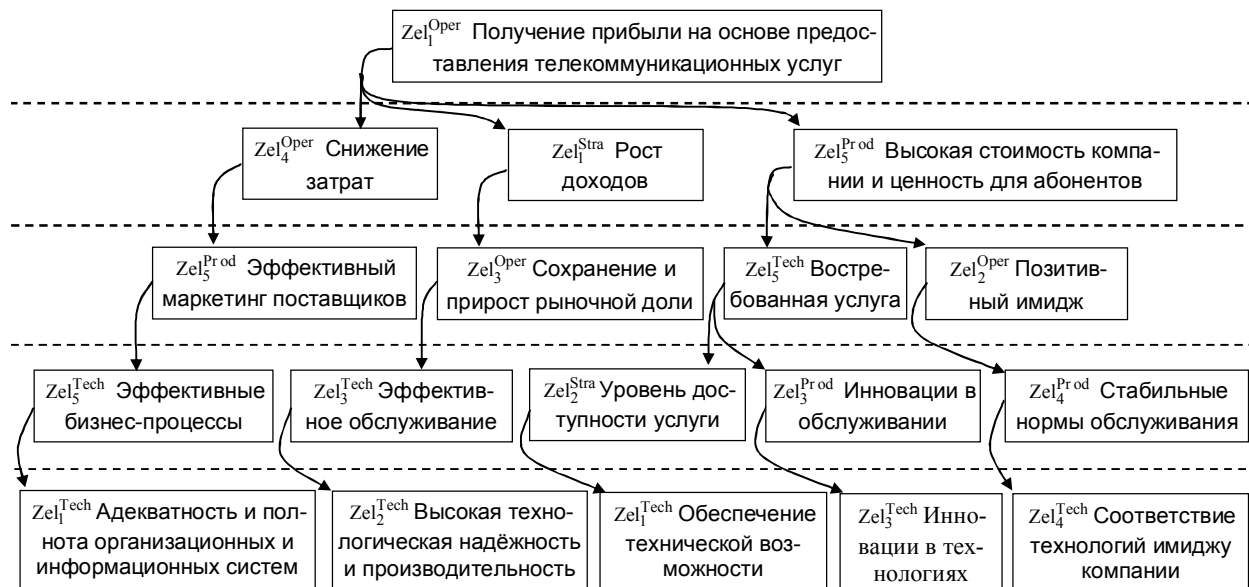 Zel₁^Oper Получение прибыли на основе предо-
ставления телекоммуникационных услуг
Zel₄^Oper Снижение
затрат
Zel₁^Stra Рост
доходов
Zel₅^Prod Высокая стоимость компа-
нии и ценность для абонентов
Zel₅^Prod Эффективный
маркетинг поставщиков
Zel₃^Oper Сохранение и
прирост рыночной доли
Zel₅^Tech Востре-
бованная услуга
Zel₂^Oper Позитив-
ный имидж
Zel₅^Tech Эффективные
бизнес-процессы
Zel₃^Tech Эффектив-
ное обслуживание
Zel₂^Stra Уровень дос-
тупности услуги
Zel₃^Prod Инновации в
обслуживании
Zel₄^Prod Стабильные
нормы обслуживания
Zel₁^Tech Адекватность и пол-
нота организационных и
информационных систем
Zel₂^Tech Высокая техно-
логическая надёжность
и производительность
Zel₁^Tech Обеспечение
технической воз-
можности
Zel₃^Tech Инно-
вации в тех-
нологиях
Zel₄^Tech Соответствие
технологий имиджу
компании